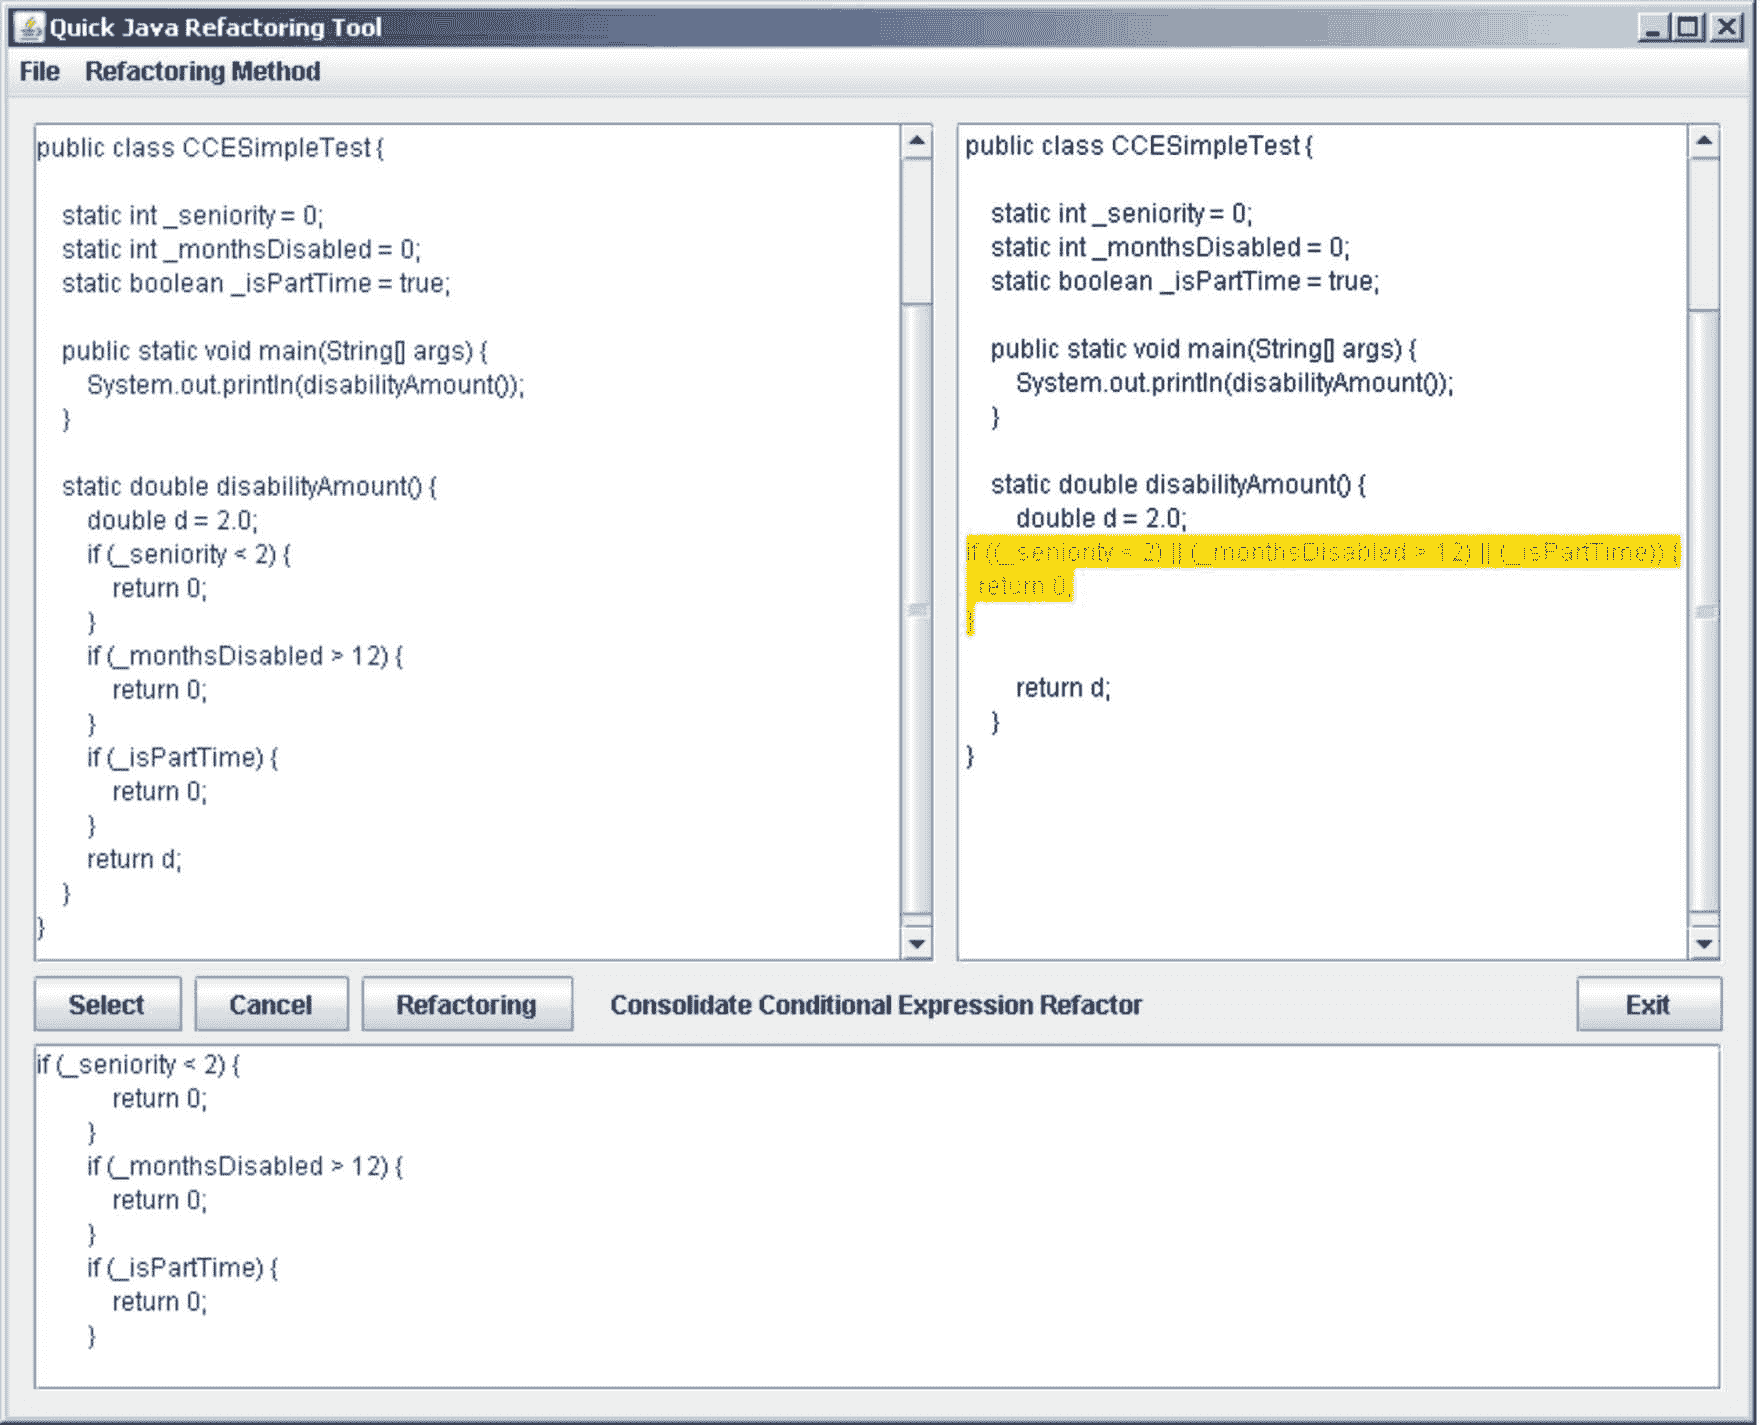 Quick Java Refactoring Tool
File Refactoring Method
public class CCESimpleTest {
static int _seniority = 0;
static int _monthsDisabled = 0;
static boolean _isPartTime = true;
public static void main(String[] args) {
System.out.println(disabilityAmount());
}
static double disabilityAmount() {
double d = 2.0;
if (_seniority < 2) {
return 0;
}
if (_monthsDisabled > 12) {
return 0;
}
if (_isPartTime) {
return 0;
}
return d;
}
}
public class CCESimpleTest {
static int _seniority = 0;
static int _monthsDisabled = 0;
static boolean _isPartTime = true;
public static void main(String[] args) {
System.out.println(disabilityAmount());
}
static double disabilityAmount() {
double d = 2.0;
if ((_seniority < 2) || (_monthsDisabled > 12) || (_isPartTime)) {
return 0;
}
return d;
}
}
Select Cancel Refactoring Consolidate Conditional Expression Refactor Exit
if (_seniority < 2) {
return 0;
}
if (_monthsDisabled > 12) {
return 0;
}
if (_isPartTime) {
return 0;
}